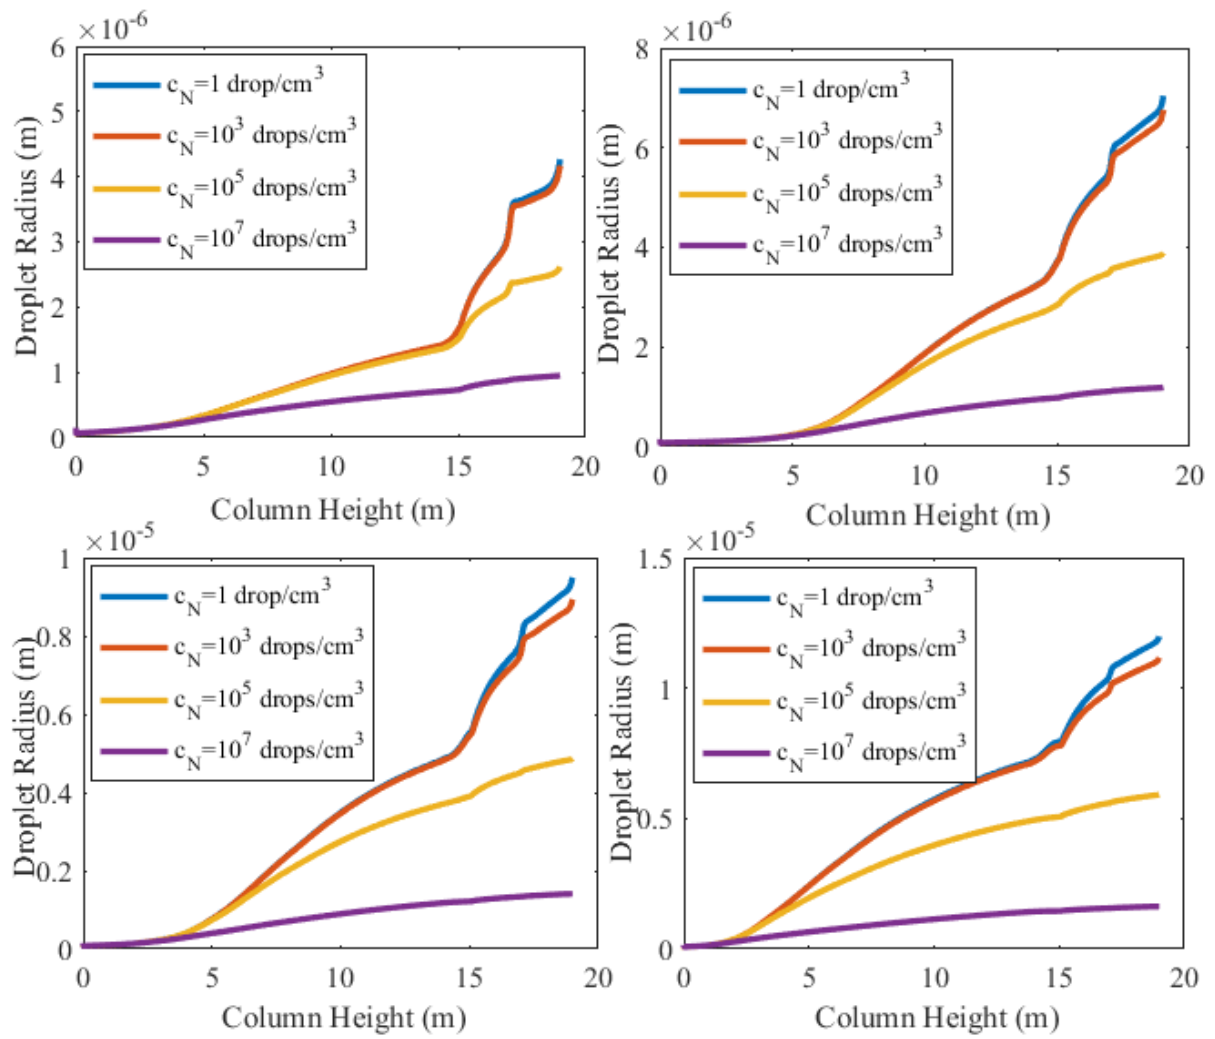 ×10⁻⁶
6
5
4
3
2
1
0
c_N=1 drop/cm³
c_N=10³ drops/cm³
c_N=10⁵ drops/cm³
c_N=10⁷ drops/cm³
Droplet Radius (m)
0 5 10 15 20
Column Height (m)
×10⁻⁶
8
6
4
2
0
c_N=1 drop/cm³
c_N=10³ drops/cm³
c_N=10⁵ drops/cm³
c_N=10⁷ drops/cm³
Droplet Radius (m)
0 5 10 15 20
Column Height (m)
×10⁻⁵
1
0.8
0.6
0.4
0.2
0
c_N=1 drop/cm³
c_N=10³ drops/cm³
c_N=10⁵ drops/cm³
c_N=10⁷ drops/cm³
Droplet Radius (m)
0 5 10 15 20
Column Height (m)
×10⁻⁵
1.5
1
0.5
0
c_N=1 drop/cm³
c_N=10³ drops/cm³
c_N=10⁵ drops/cm³
c_N=10⁷ drops/cm³
Droplet Radius (m)
0 5 10 15 20
Column Height (m)